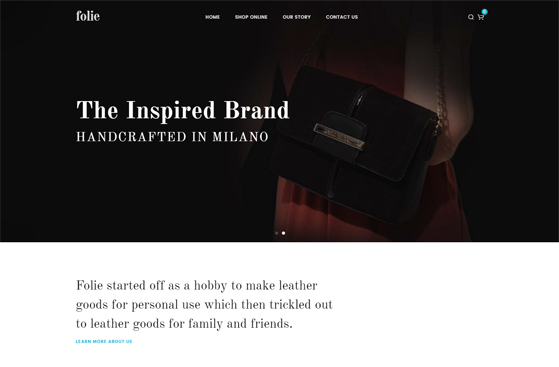 folie
HOME SHOP ONLINE OUR STORY CONTACT US
The Inspired Brand
HANDCRAFTED IN MILANO
Folie started off as a hobby to make leather
goods for personal use which then trickled out
to leather goods for family and friends.
LEARN MORE ABOUT US